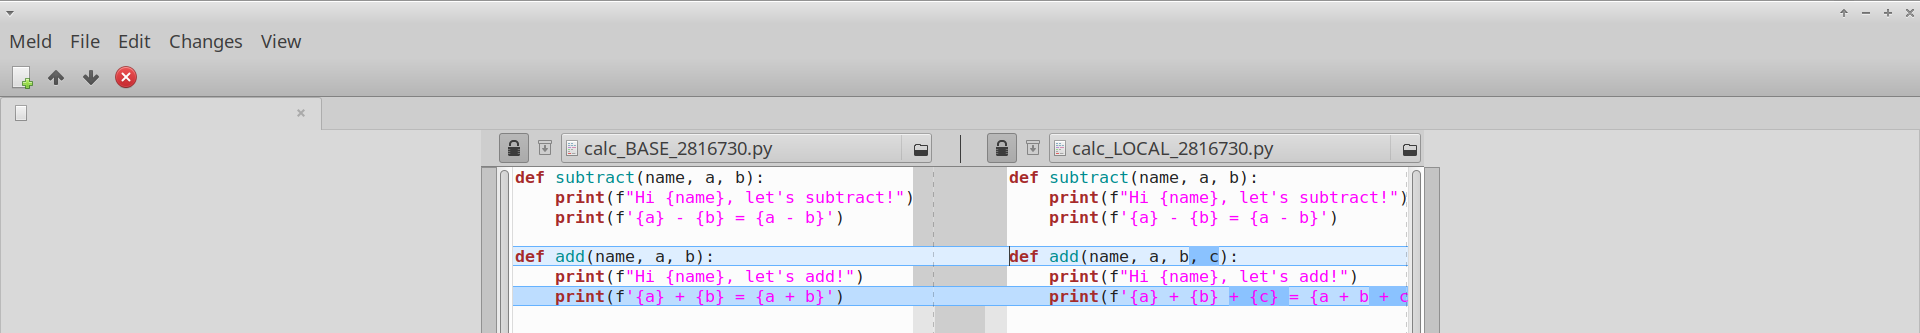 Meld File Edit Changes View
calc_BASE_2816730.py
calc_LOCAL_2816730.py
def subtract(name, a, b):
    print(f"Hi {name}, let's subtract!")
    print(f'{a} - {b} = {a - b}')
def add(name, a, b):
    print(f"Hi {name}, let's add!")
    print(f'{a} + {b} = {a + b}')
def subtract(name, a, b):
    print(f"Hi {name}, let's subtract!")
    print(f'{a} - {b} = {a - b}')
def add(name, a, b, c):
    print(f"Hi {name}, let's add!")
    print(f'{a} + {b} + {c} = {a + b + c